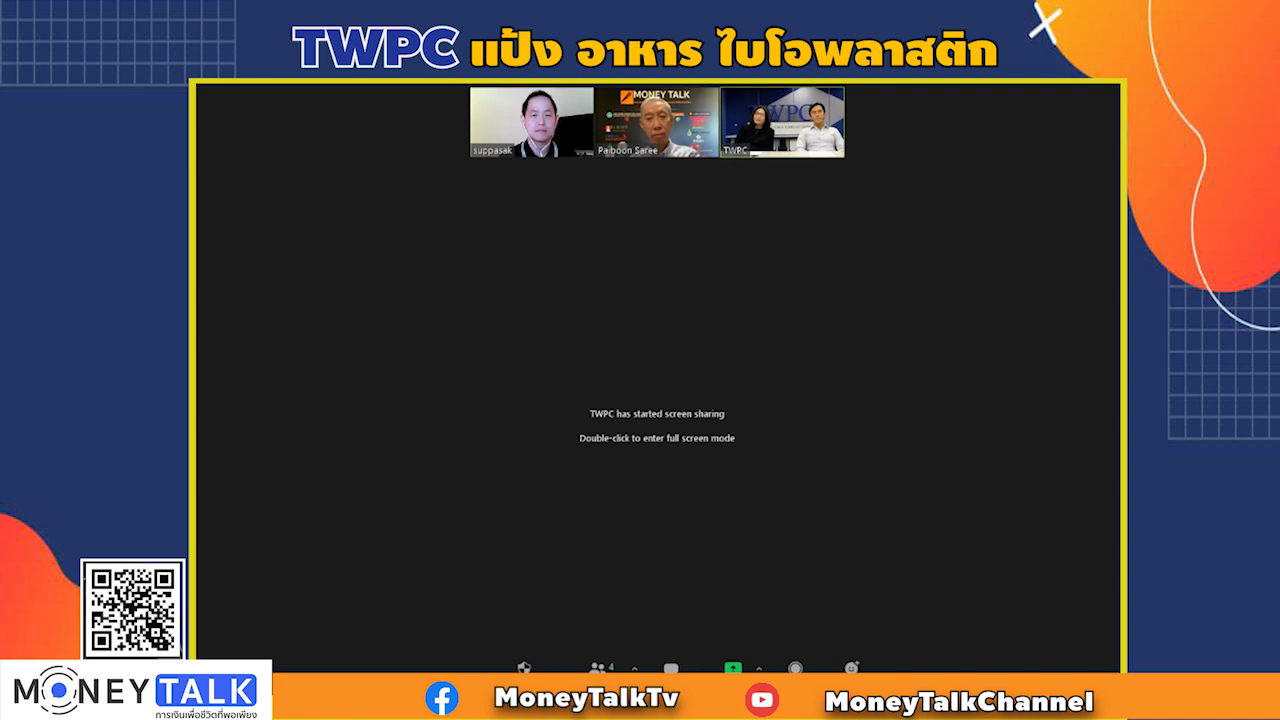 TWPC แป้ง อาหาร ไบโอพลาสติก
MONEY TALK
TWPC
suppasak
Paiboon Saree
TWPC
TWPC has started screen sharing
Double-click to enter full screen mode
4
MONEY TALK
การเงินเพื่อชีวิตที่พอเพียง
MoneyTalkTv
MoneyTalkChannel